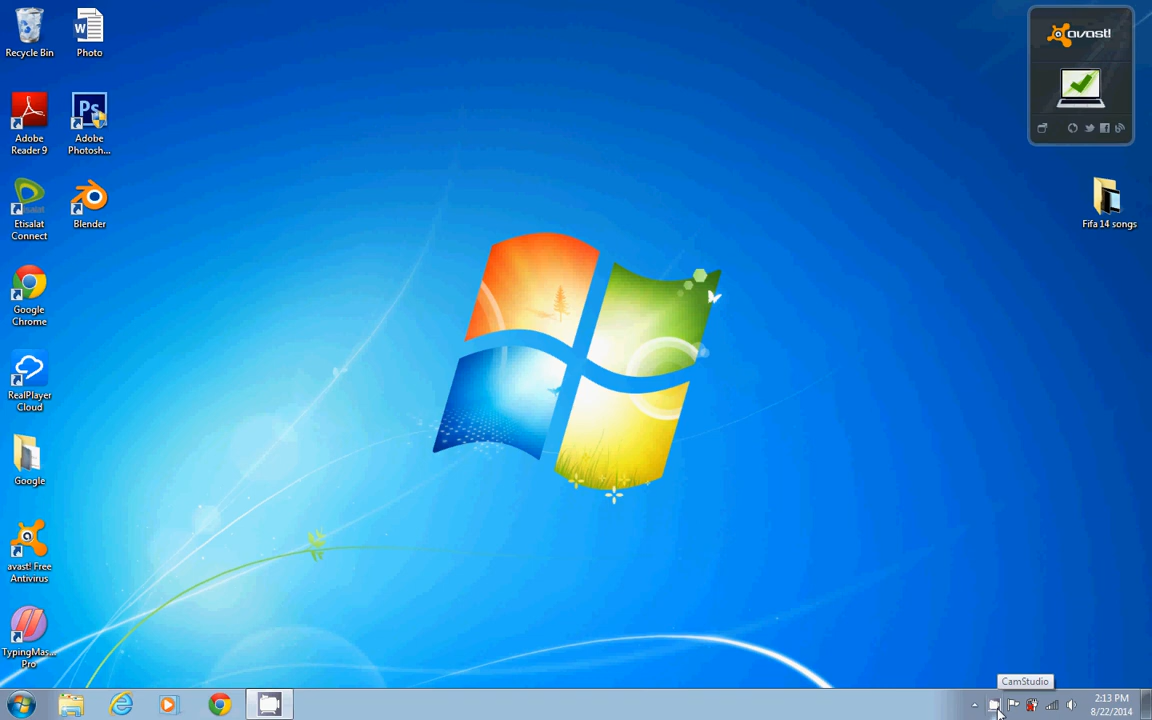 Recycle Bin
Photo
Adobe
Reader 9
Adobe
Photosh...
Ps
W
Etisalat
Connect
Blender
Google
Chrome
RealPlayer
Cloud
Google
avast! Free
Antivirus
TypingMas...
Pro
avast!
Fifa 14 songs
CamStudio
2:13 PM
8/22/2014